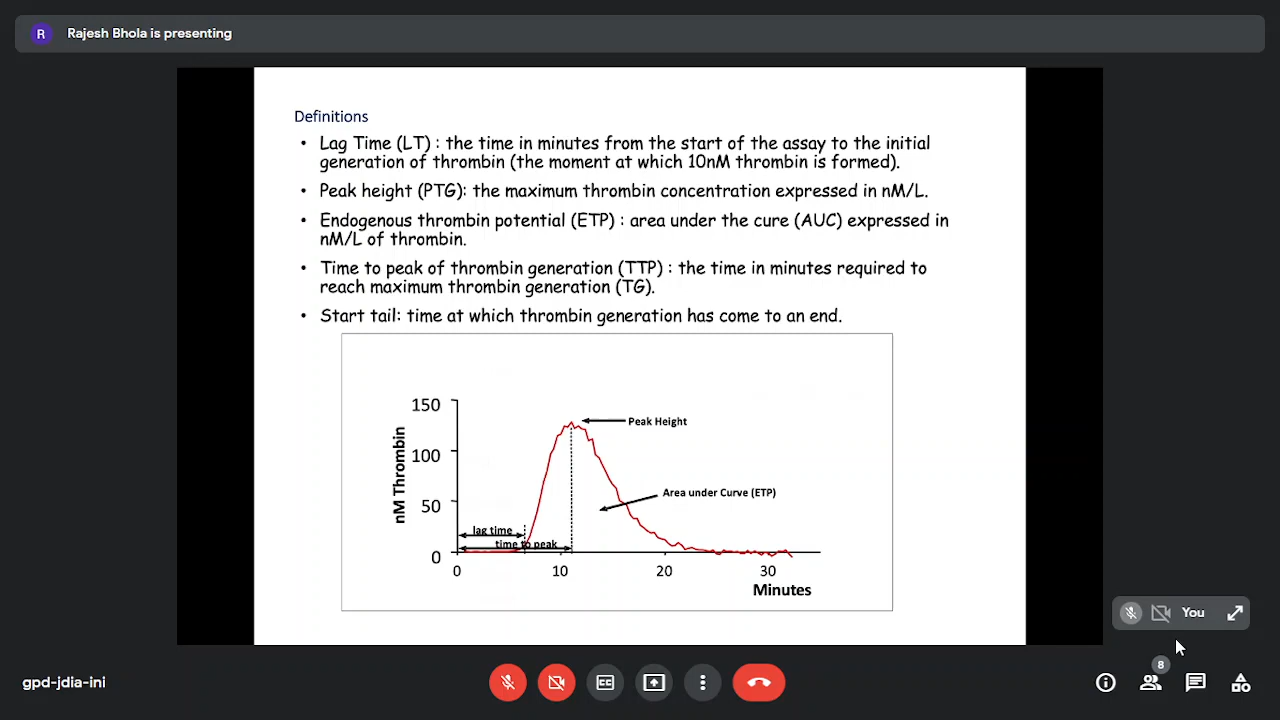 R Rajesh Bhola is presenting
Definitions
• Lag Time (LT) : the time in minutes from the start of the assay to the initial
generation of thrombin (the moment at which 10nM thrombin is formed).
• Peak height (PTG): the maximum thrombin concentration expressed in nM/L.
• Endogenous thrombin potential (ETP) : area under the cure (AUC) expressed in
nM/L of thrombin.
• Time to peak of thrombin generation (TTP) : the time in minutes required to
reach maximum thrombin generation (TG).
• Start tail: time at which thrombin generation has come to an end.
150
Peak Height
100
nM Thrombin
Area under Curve (ETP)
50
lag time
time to peak
0
0 10 20 30
Minutes
You
8
gpd-jdia-ini
CC